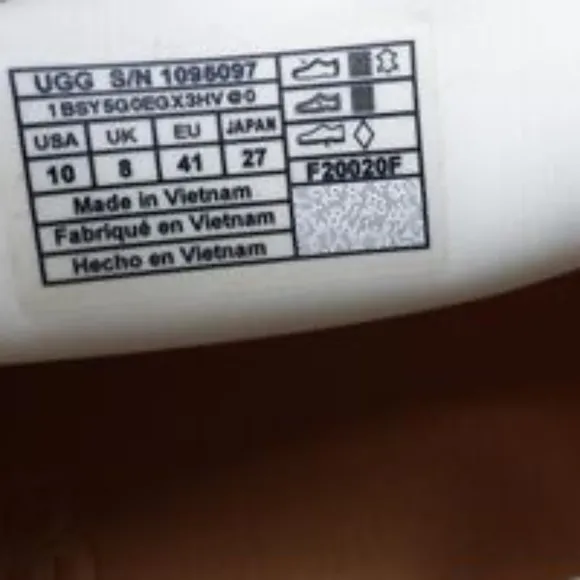 UGG S/N 1095097
1BSY5G0EGX3HV@0
USA UK EU JAPAN
10 8 41 27
F20020F
Made in Vietnam
Fabriqué en Vietnam
Hecho en Vietnam